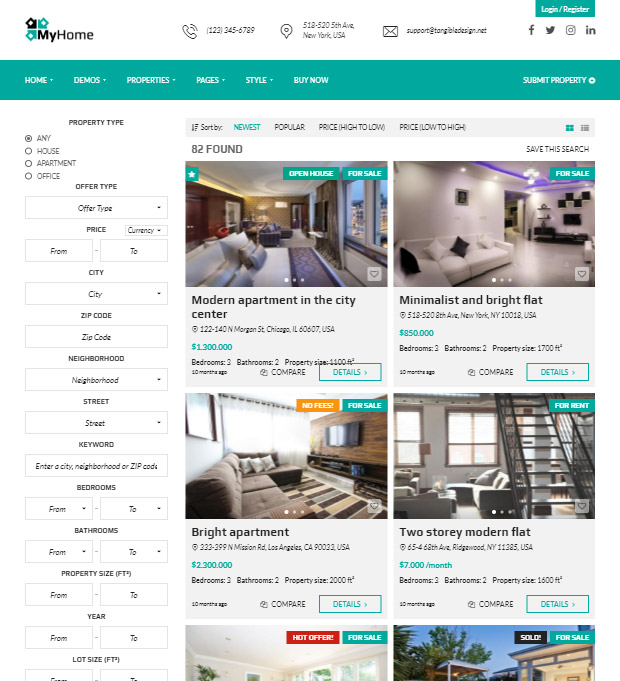 Login / Register
MyHome
(123) 345-6789
518-520 5th Ave,
New York, USA
support@tangibledesign.net
HOME DEMOS PROPERTIES PAGES STYLE BUY NOW SUBMIT PROPERTY
PROPERTY TYPE
ANY
HOUSE
APARTMENT
OFFICE
OFFER TYPE
Offer Type
PRICE Currency
From - To
CITY
City
ZIP CODE
Zip Code
NEIGHBORHOOD
Neighborhood
STREET
Street
KEYWORD
Enter a city, neighborhood or ZIP code
BEDROOMS
From - To
BATHROOMS
From - To
PROPERTY SIZE (FT²)
From - To
YEAR
From - To
LOT SIZE (FT²)
From - To
Sort by: NEWEST POPULAR PRICE (HIGH TO LOW) PRICE (LOW TO HIGH)
82 FOUND SAVE THIS SEARCH
OPEN HOUSE FOR SALE
Modern apartment in the city
center
122-140 N Morgan St, Chicago, IL 60607, USA
$1.300.000
Bedrooms: 3 Bathrooms: 2 Property size: 1100 ft²
10 months ago COMPARE DETAILS >
FOR SALE
Minimalist and bright flat
518-520 8th Ave, New York, NY 10018, USA
$850.000
Bedrooms: 3 Bathrooms: 2 Property size: 1700 ft²
10 months ago COMPARE DETAILS >
NO FEES! FOR SALE
Bright apartment
333-399 N Mission Rd, Los Angeles, CA 90033, USA
$2.300.000
Bedrooms: 3 Bathrooms: 2 Property size: 2000 ft²
10 months ago COMPARE DETAILS >
FOR RENT
Two storey modern flat
65-4 68th Ave, Ridgewood, NY 11385, USA
$7.000 /month
Bedrooms: 3 Bathrooms: 2 Property size: 1600 ft²
10 months ago COMPARE DETAILS >
HOT OFFER! FOR SALE
SOLD! FOR SALE